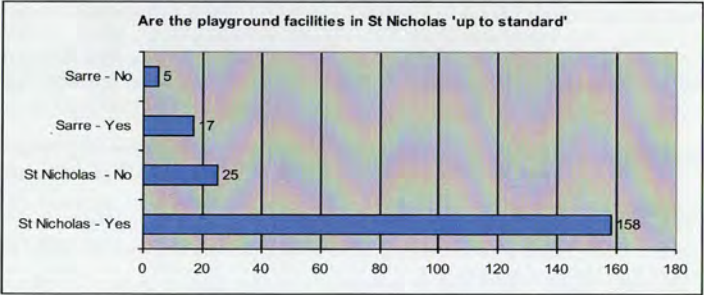 Are the playground facilities in St Nicholas 'up to standard'
Sarre - No 5
Sarre - Yes 17
St Nicholas - No 25
St Nicholas - Yes 158
0 20 40 60 80 100 120 140 160 180